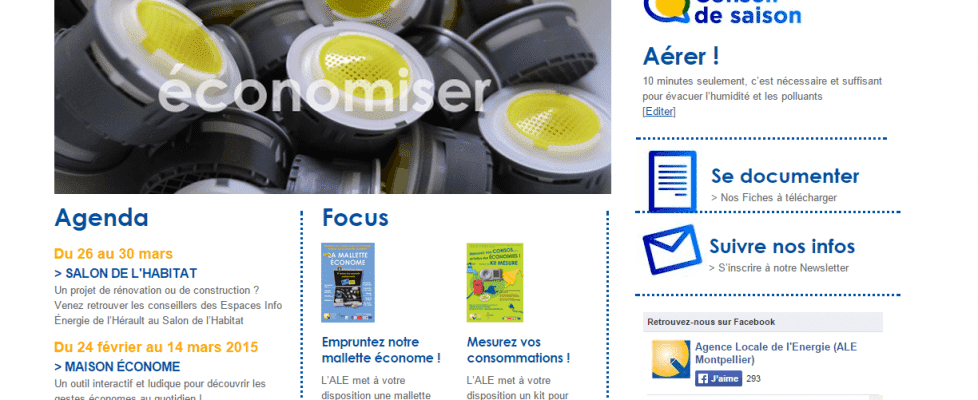 économiser
Conseil
de saison
Aérer !
10 minutes seulement, c'est nécessaire et suffisant
pour évacuer l'humidité et les polluants
[Editer]
Se documenter
> Nos Fiches à télécharger
Suivre nos infos
> S'inscrire à notre Newsletter
Retrouvez-nous sur Facebook
Agence Locale de l'Energie (ALE
Montpellier)
J'aime 293
Agenda
Du 26 au 30 mars
> SALON DE L'HABITAT
Un projet de rénovation ou de construction ?
Venez retrouver les conseillers des Espaces Info
Énergie de l'Hérault au Salon de l'Habitat
Du 24 février au 14 mars 2015
> MAISON ÉCONOME
Un outil interactif et ludique pour découvrir les
gestes économes au quotidien !
Focus
LA MALLETTE
ÉCONOME
Empruntez notre
mallette économe !
L'ALE met à votre
disposition une mallette
KIT MESURE
Mesurez vos
consommations !
L'ALE met à votre
disposition un kit pour